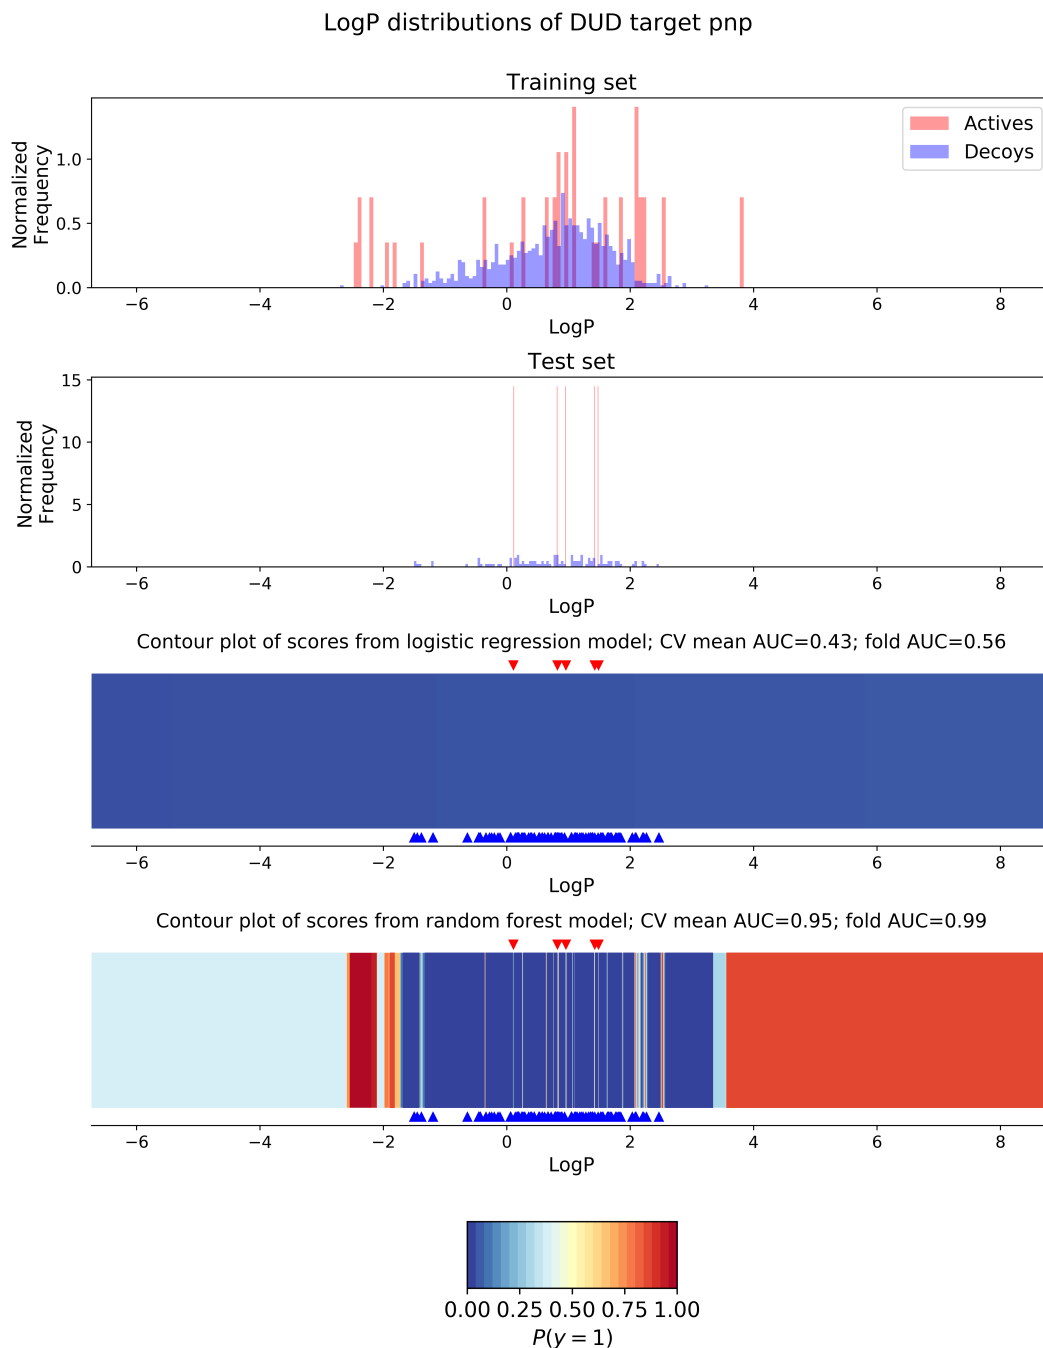 LogP distributions of DUD target pnp
Training set
Normalized
Frequency
1.0
0.5
0.0
Actives
Decoys
−6 −4 −2 0 2 4 6 8
LogP
Test set
Normalized
Frequency
15
10
5
0
−6 −4 −2 0 2 4 6 8
LogP
Contour plot of scores from logistic regression model; CV mean AUC=0.43; fold AUC=0.56
−6 −4 −2 0 2 4 6 8
LogP
Contour plot of scores from random forest model; CV mean AUC=0.95; fold AUC=0.99
−6 −4 −2 0 2 4 6 8
LogP
0.00 0.25 0.50 0.75 1.00
P(y = 1)